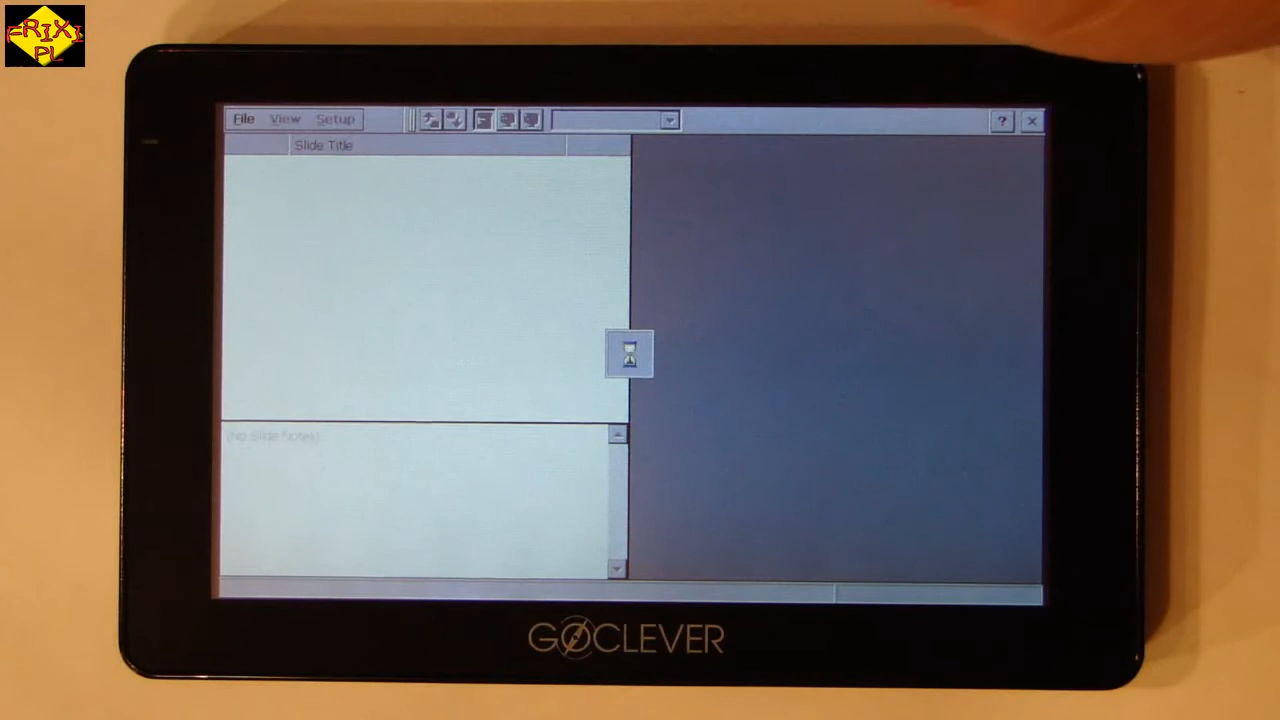 FRiXi
PL
File View Setup
?
Slide Title
(No Slide Notes)
GOCLEVER